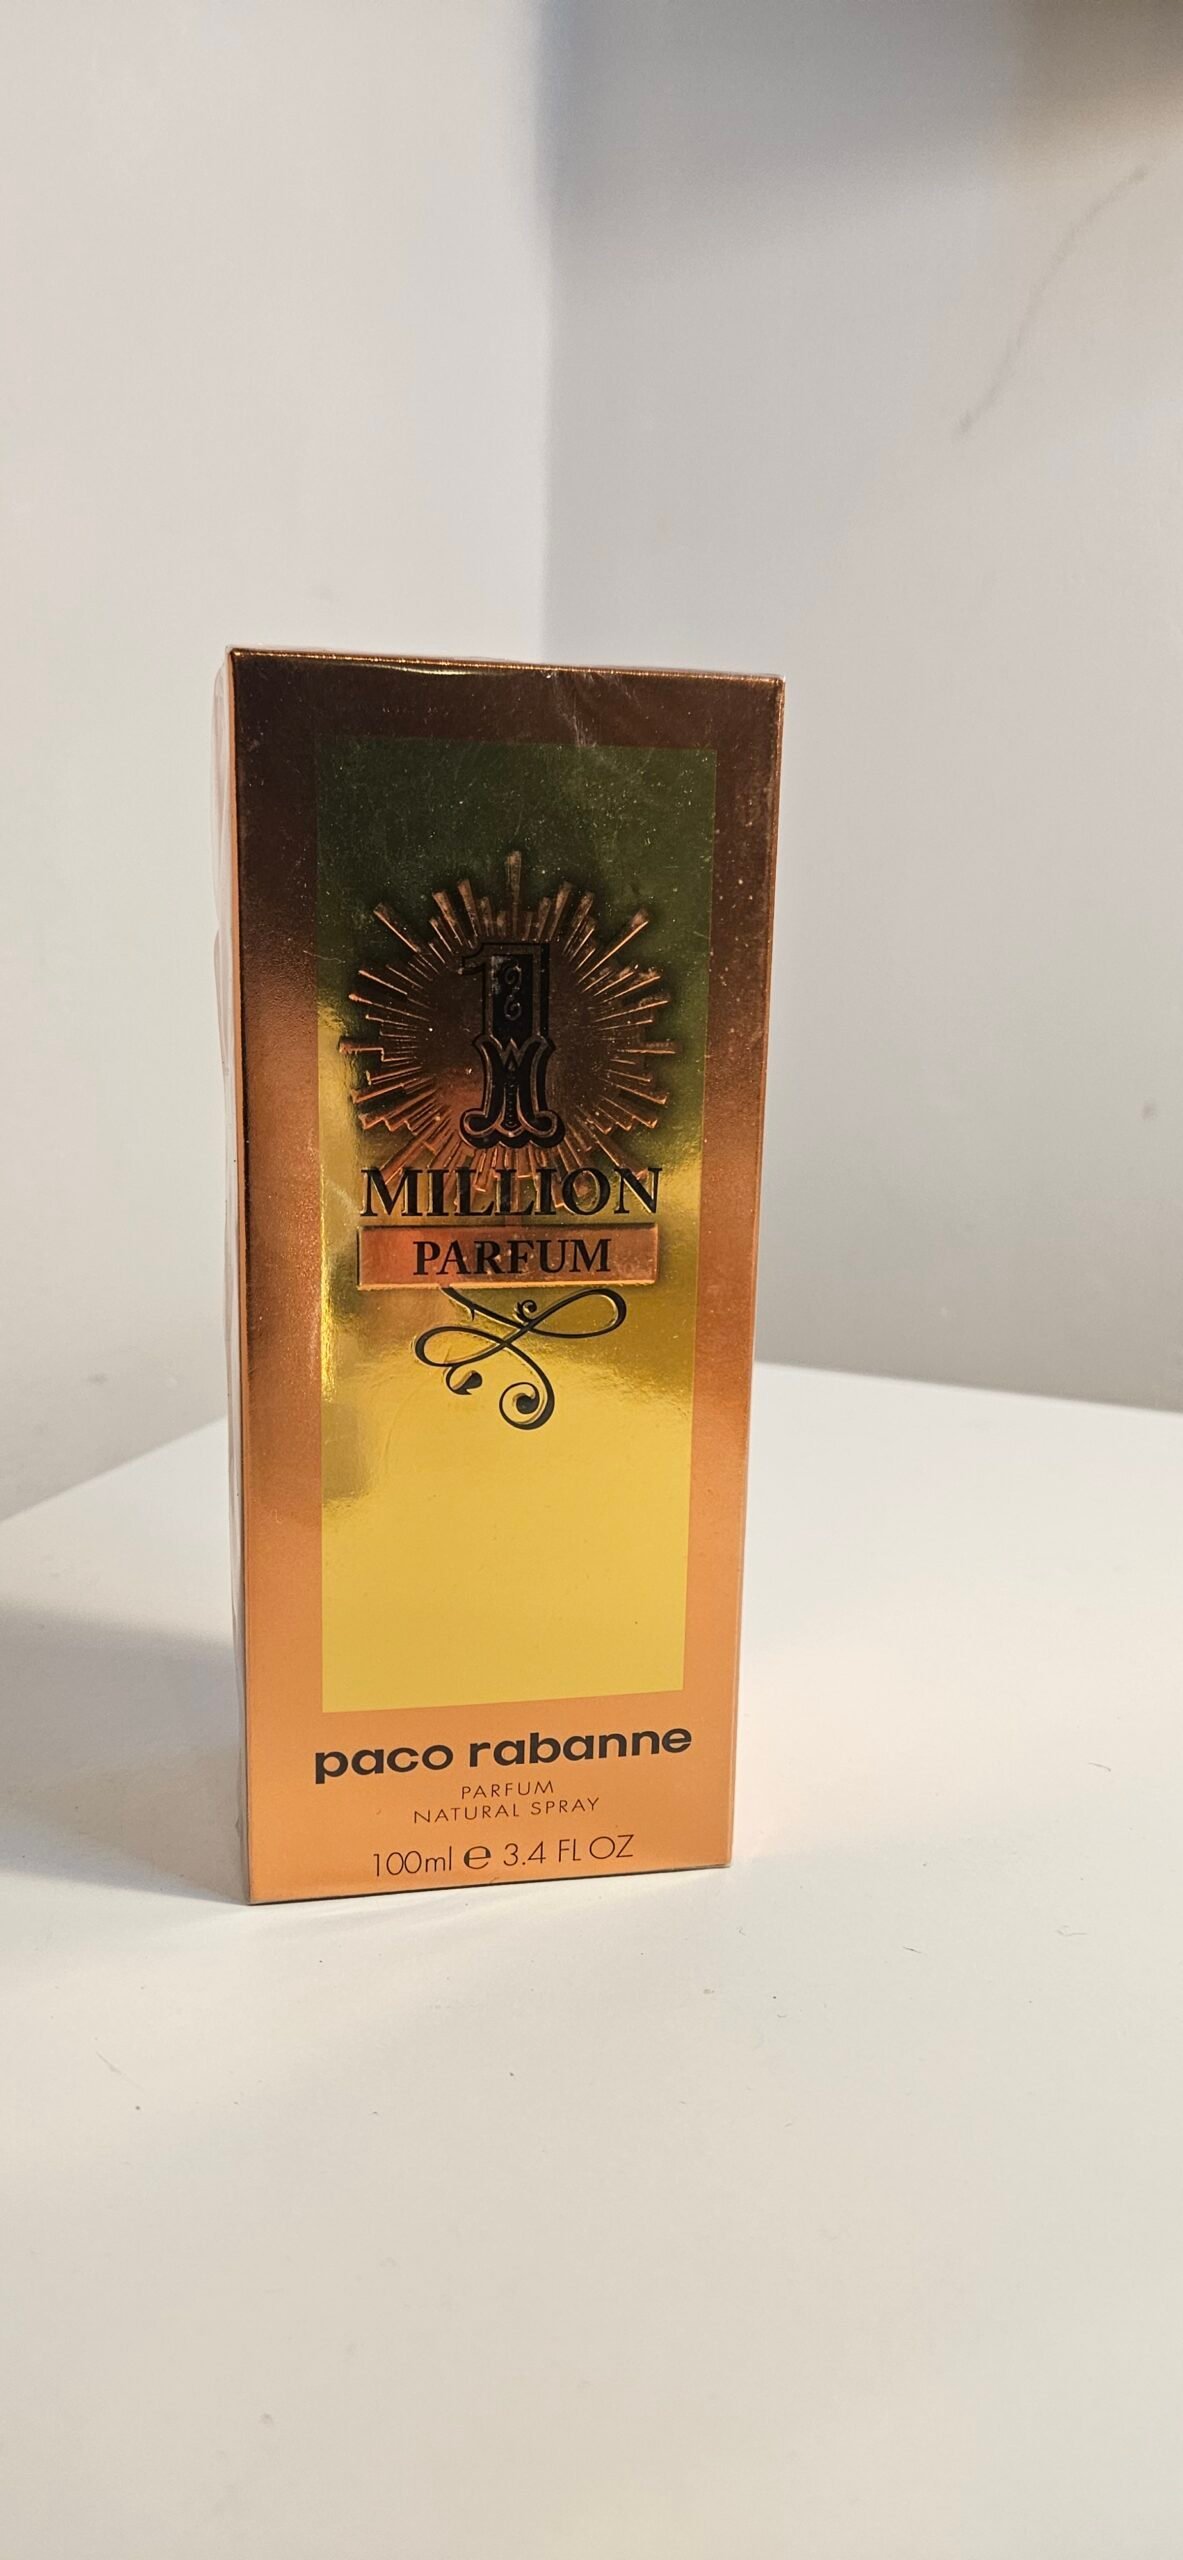 1
MILLION
PARFUM
paco rabanne
PARFUM
NATURAL SPRAY
100ml e 3.4 FL OZ